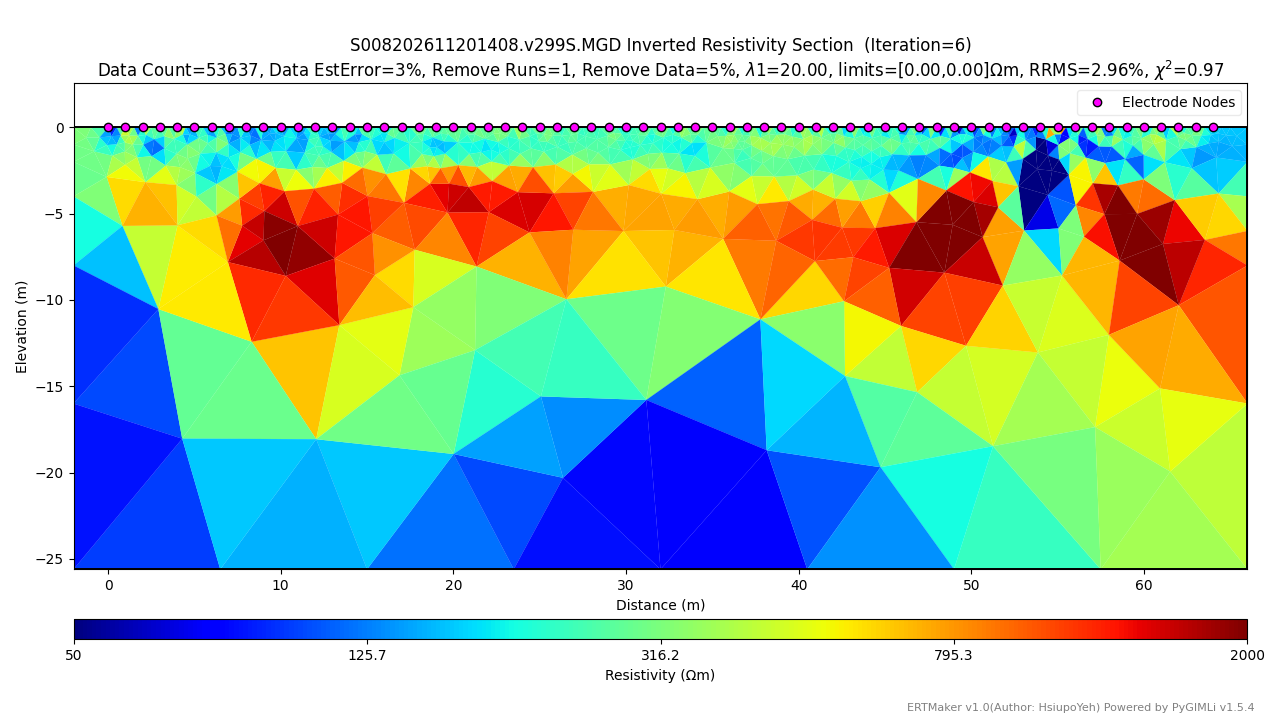 S008202611201408.v299S.MGD Inverted Resistivity Section  (Iteration=6)
Data Count=53637, Data EstError=3%, Remove Runs=1, Remove Data=5%, λ1=20.00, limits=[0.00,0.00]Ωm, RRMS=2.96%, χ²=0.97
Electrode Nodes
0
−5
−10
−15
−20
−25
Elevation (m)
0 10 20 30 40 50 60
Distance (m)
50 125.7 316.2 795.3 2000
Resistivity (Ωm)
ERTMaker v1.0(Author: HsiupoYeh) Powered by PyGIMLi v1.5.4